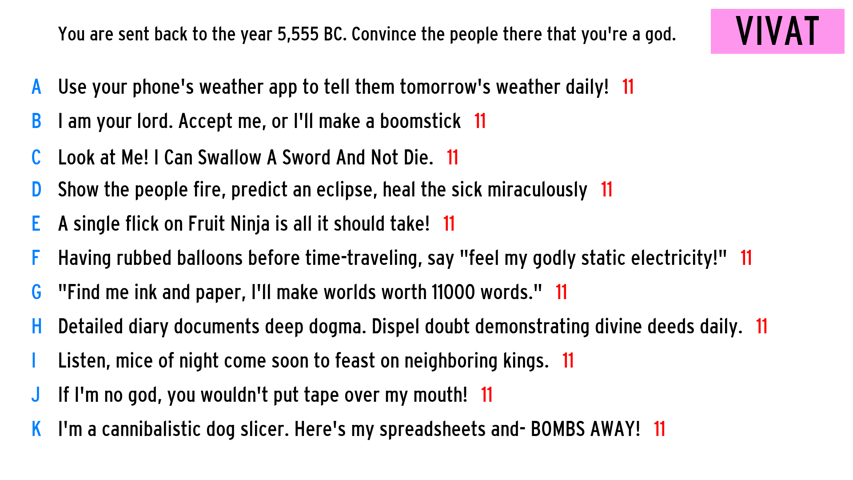 You are sent back to the year 5,555 BC. Convince the people there that you're a god.
VIVAT
A Use your phone's weather app to tell them tomorrow's weather daily! 11
B I am your lord. Accept me, or I'll make a boomstick 11
C Look at Me! I Can Swallow A Sword And Not Die. 11
D Show the people fire, predict an eclipse, heal the sick miraculously 11
E A single flick on Fruit Ninja is all it should take! 11
F Having rubbed balloons before time-traveling, say "feel my godly static electricity!" 11
G "Find me ink and paper, I'll make worlds worth 11000 words." 11
H Detailed diary documents deep dogma. Dispel doubt demonstrating divine deeds daily. 11
I Listen, mice of night come soon to feast on neighboring kings. 11
J If I'm no god, you wouldn't put tape over my mouth! 11
K I'm a cannibalistic dog slicer. Here's my spreadsheets and- BOMBS AWAY! 11